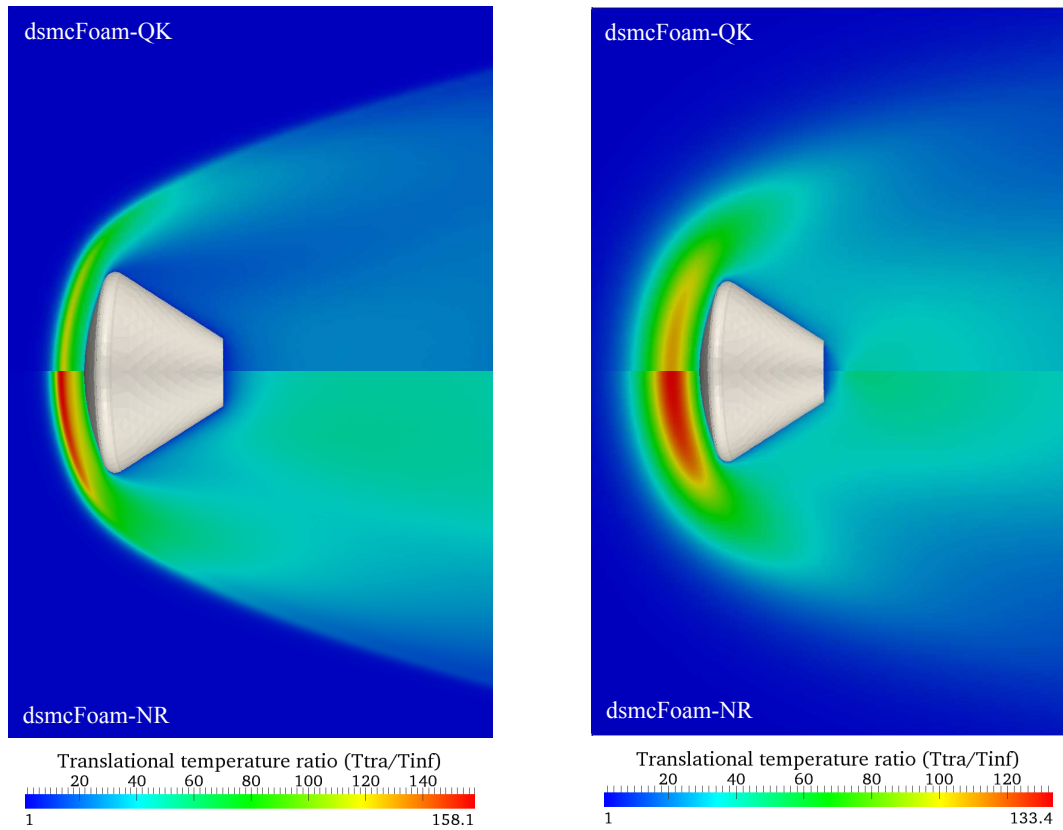 dsmcFoam-QK
dsmcFoam-NR
Translational temperature ratio (Ttra/Tinf)
20 40 60 80 100 120 140
1 158.1
dsmcFoam-QK
dsmcFoam-NR
Translational temperature ratio (Ttra/Tinf)
20 40 60 80 100 120
1 133.4